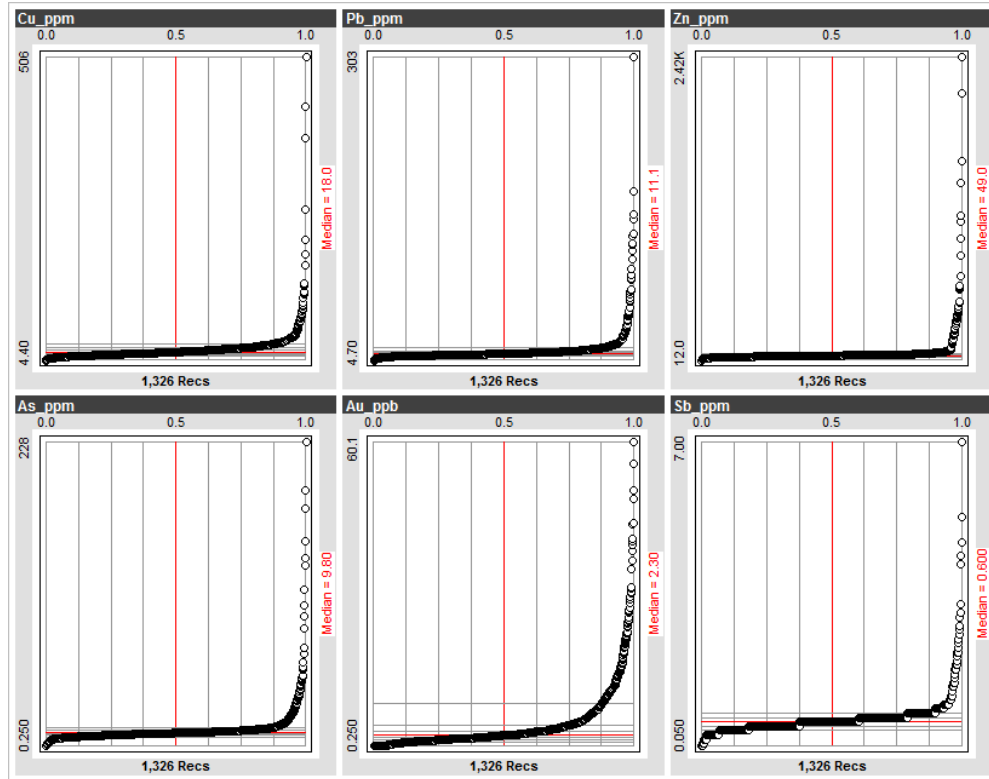 Cu_ppm
0.0 0.5 1.0
506
4.40
Median = 18.0
1,326 Recs
Pb_ppm
0.0 0.5 1.0
303
4.70
Median = 11.1
1,326 Recs
Zn_ppm
0.0 0.5 1.0
2.42K
12.0
Median = 49.0
1,326 Recs
As_ppm
0.0 0.5 1.0
228
0.250
Median = 9.80
1,326 Recs
Au_ppb
0.0 0.5 1.0
60.1
0.250
Median = 2.30
1,326 Recs
Sb_ppm
0.0 0.5 1.0
7.00
0.050
Median = 0.600
1,326 Recs